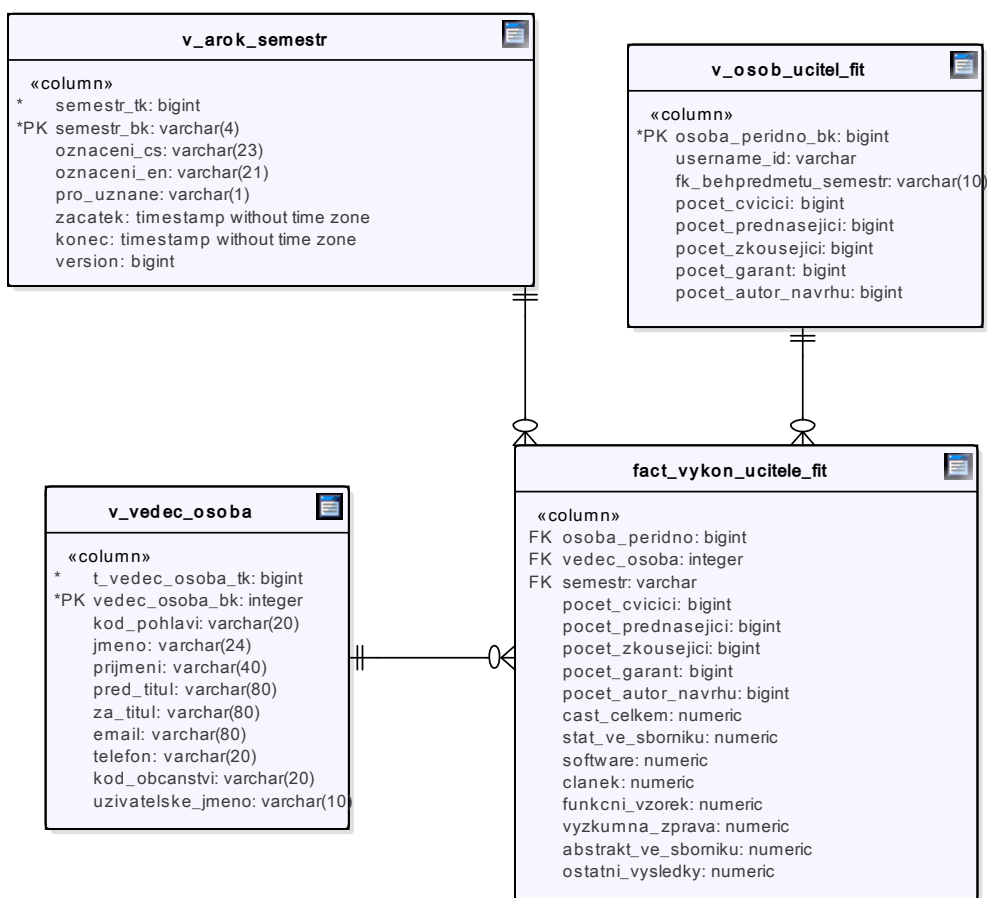 v_arok_semestr
«column»
* semestr_tk: bigint
*PK semestr_bk: varchar(4)
oznaceni_cs: varchar(23)
oznaceni_en: varchar(21)
pro_uznane: varchar(1)
zacatek: timestamp without time zone
konec: timestamp without time zone
version: bigint
v_osob_ucitel_fit
«column»
*PK osoba_peridno_bk: bigint
username_id: varchar
fk_behpredmetu_semestr: varchar(10)
pocet_cvicici: bigint
pocet_prednasejici: bigint
pocet_zkousejici: bigint
pocet_garant: bigint
pocet_autor_navrhu: bigint
v_vedec_osoba
«column»
* t_vedec_osoba_tk: bigint
*PK vedec_osoba_bk: integer
kod_pohlavi: varchar(20)
jmeno: varchar(24)
prijmeni: varchar(40)
pred_titul: varchar(80)
za_titul: varchar(80)
email: varchar(80)
telefon: varchar(20)
kod_obcanstvi: varchar(20)
uzivatelske_jmeno: varchar(10)
fact_vykon_ucitele_fit
«column»
FK osoba_peridno: bigint
FK vedec_osoba: integer
FK semestr: varchar
pocet_cvicici: bigint
pocet_prednasejici: bigint
pocet_zkousejici: bigint
pocet_garant: bigint
pocet_autor_navrhu: bigint
cast_celkem: numeric
stat_ve_sborniku: numeric
software: numeric
clanek: numeric
funkcni_vzorek: numeric
vyzkumna_zprava: numeric
abstrakt_ve_sborniku: numeric
ostatni_vysledky: numeric